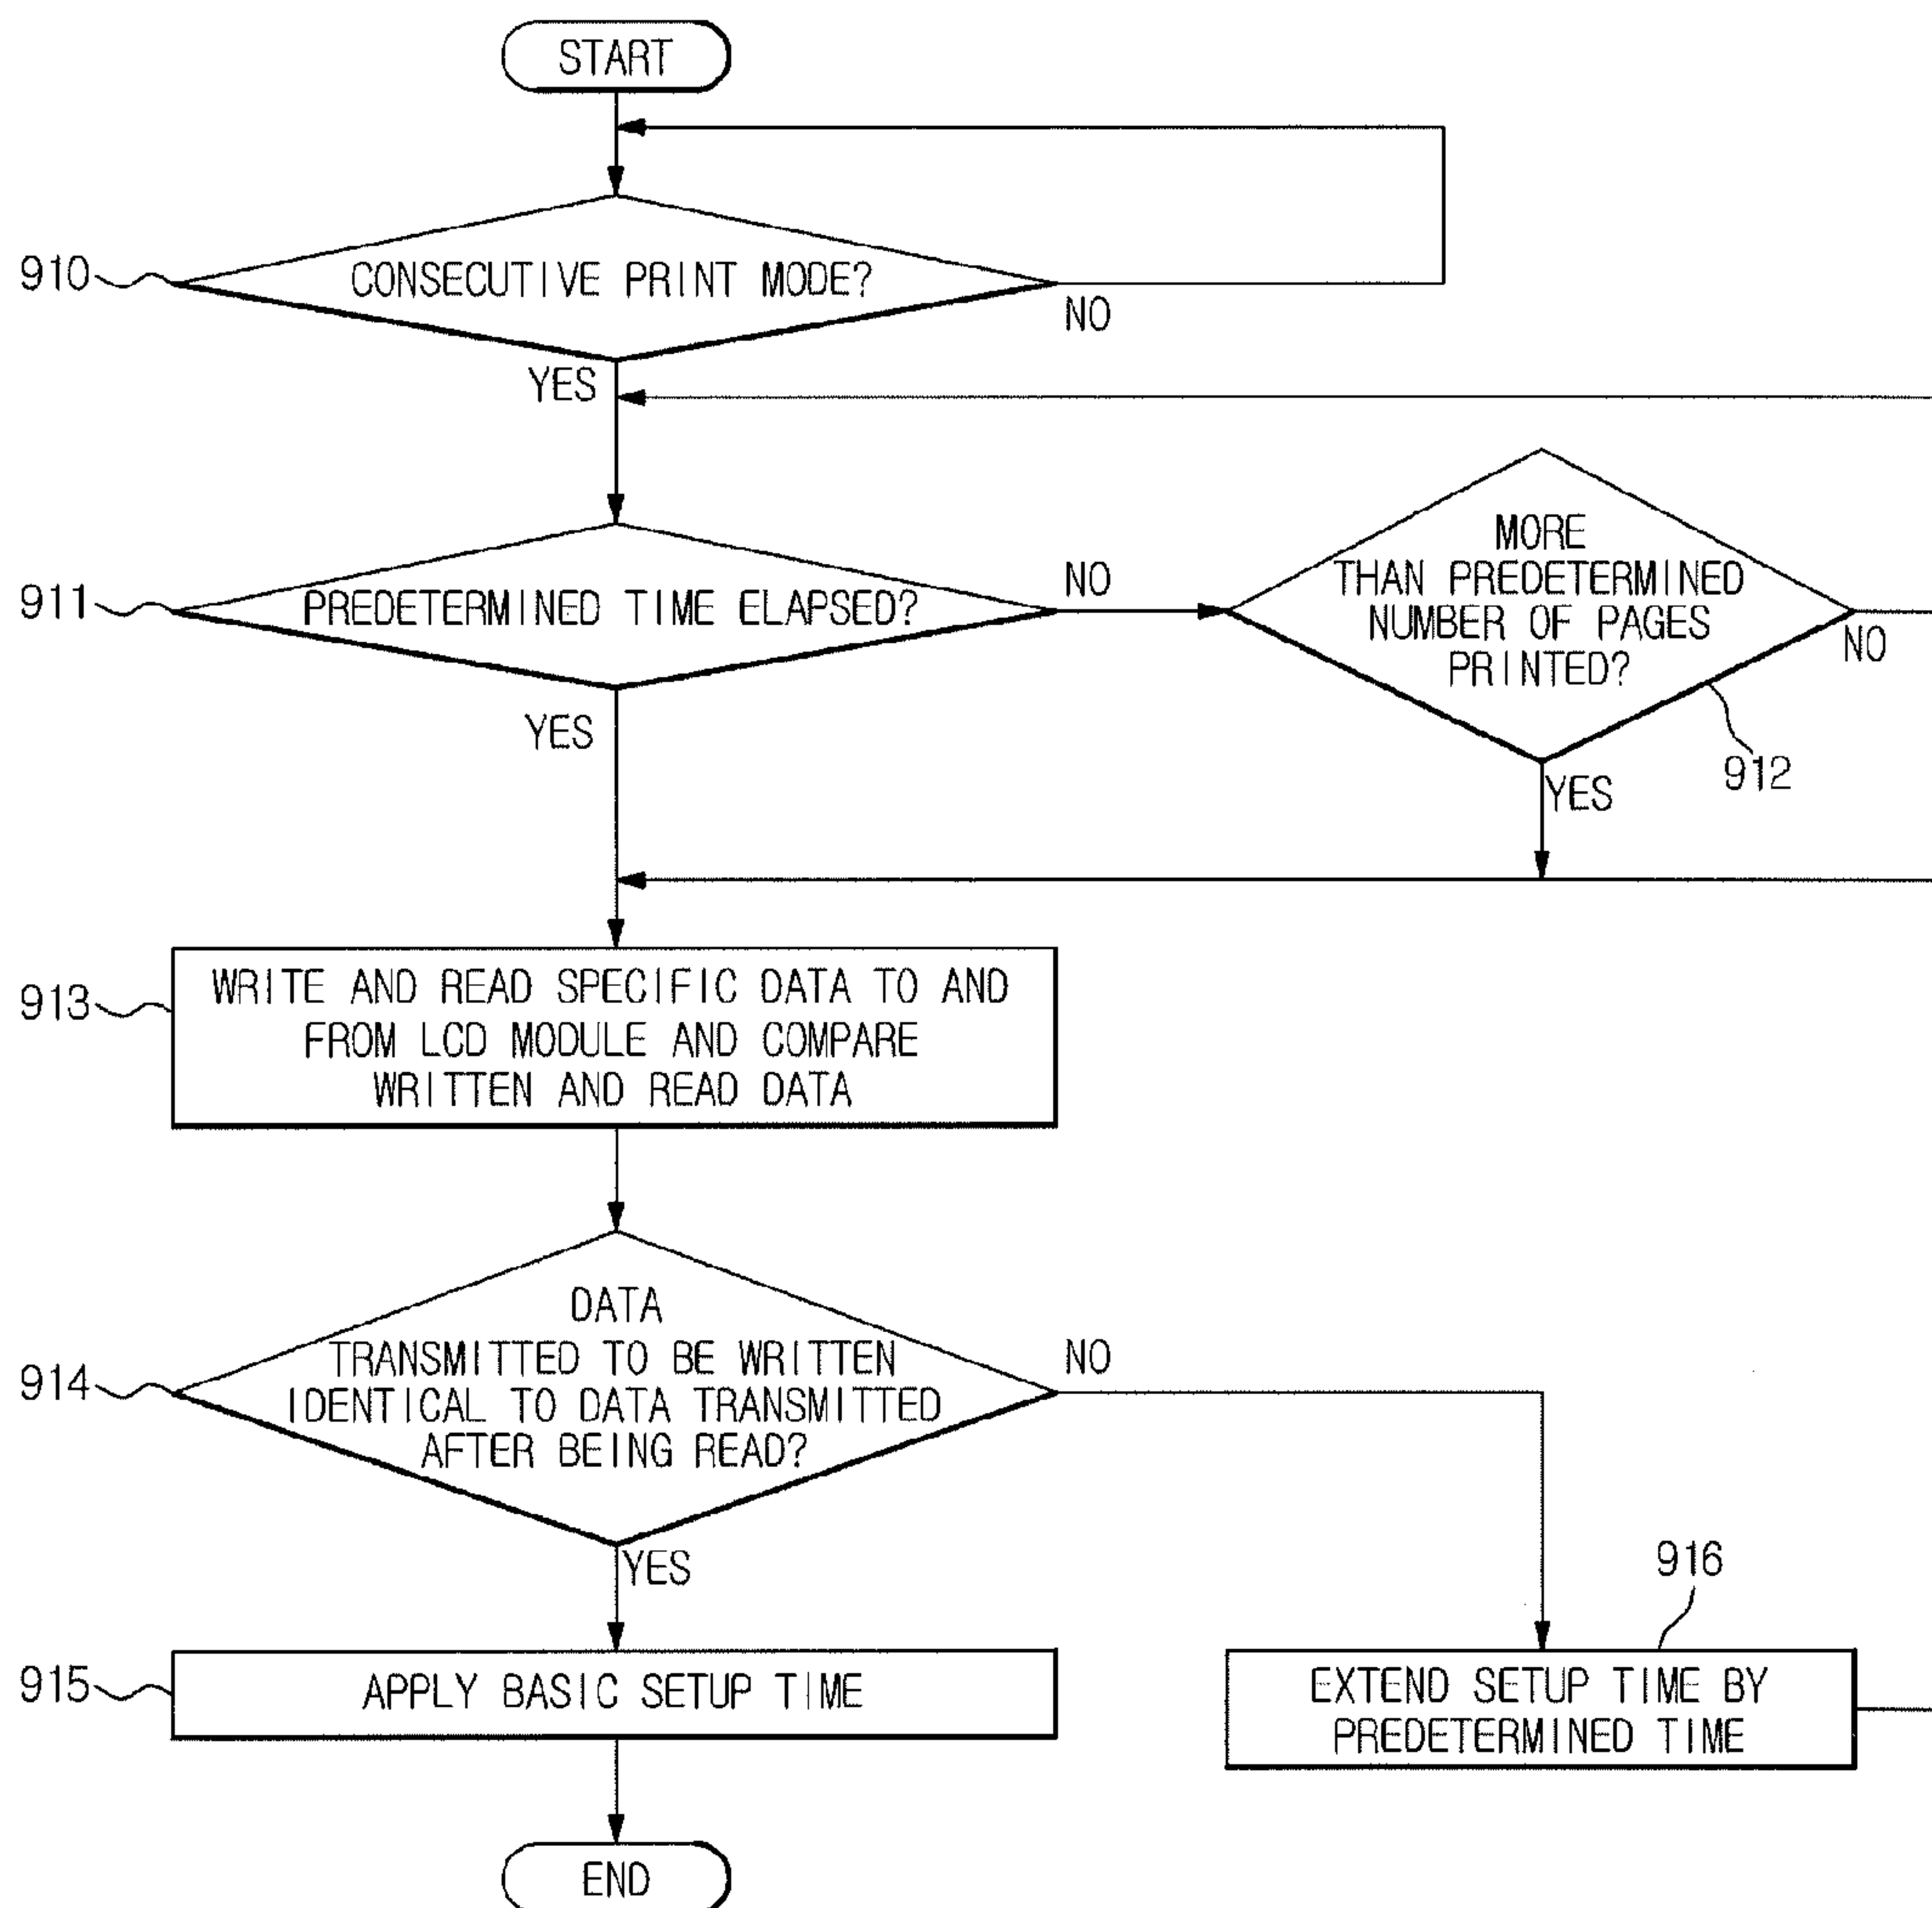 START
910
CONSECUTIVE PRINT MODE?
NO
YES
911
PREDETERMINED TIME ELAPSED?
NO
MORE
THAN PREDETERMINED
NUMBER OF PAGES
PRINTED?
NO
912
YES
YES
913
WRITE AND READ SPECIFIC DATA TO AND
FROM LCD MODULE AND COMPARE
WRITTEN AND READ DATA
914
DATA
TRANSMITTED TO BE WRITTEN
IDENTICAL TO DATA TRANSMITTED
AFTER BEING READ?
NO
YES
915
APPLY BASIC SETUP TIME
916
EXTEND SETUP TIME BY
PREDETERMINED TIME
END